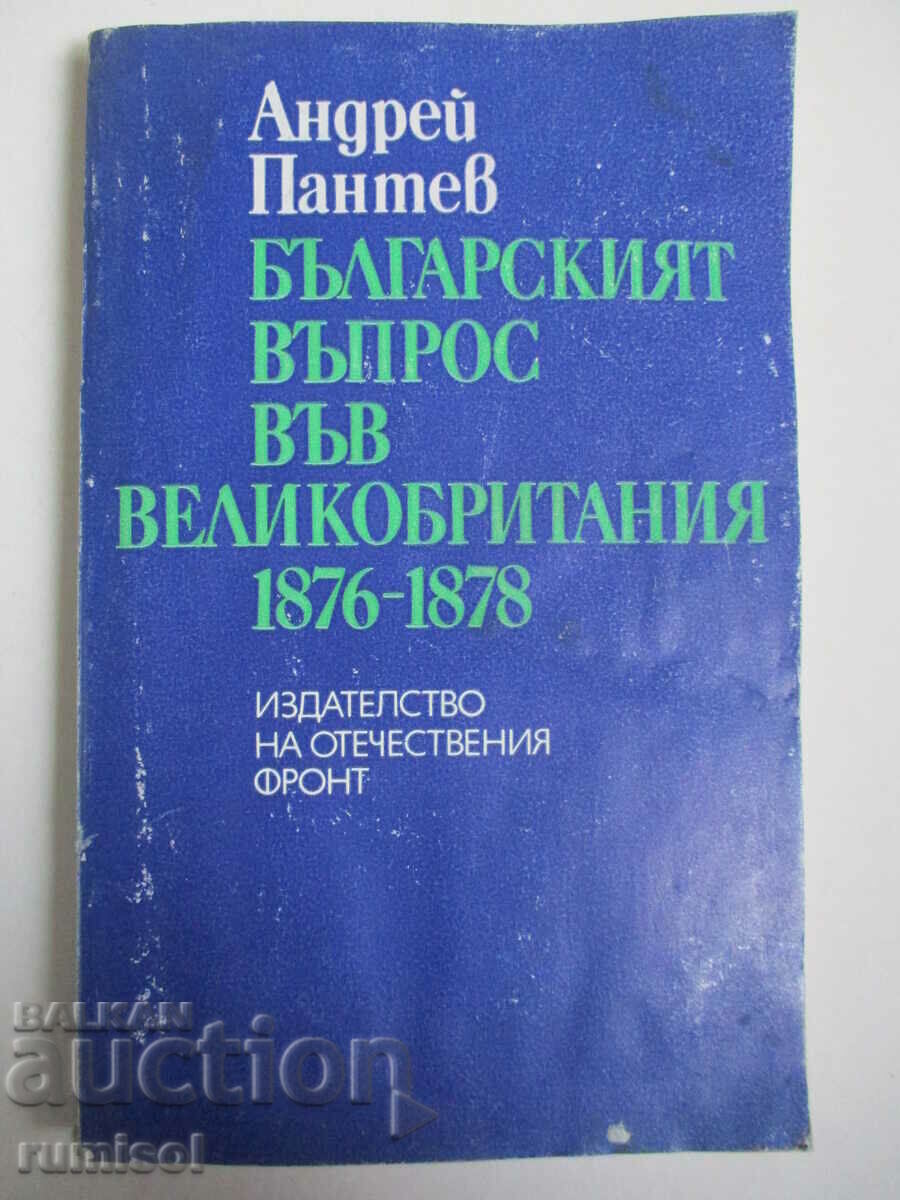 Андрей
Пантев
БЪЛГАРСКИЯТ
ВЪПРОС
ВЪВ
ВЕЛИКОБРИТАНИЯ
1876-1878
ИЗДАТЕЛСТВО
НА ОТЕЧЕСТВЕНИЯ
ФРОНТ
BALKAN
auction
rumisol